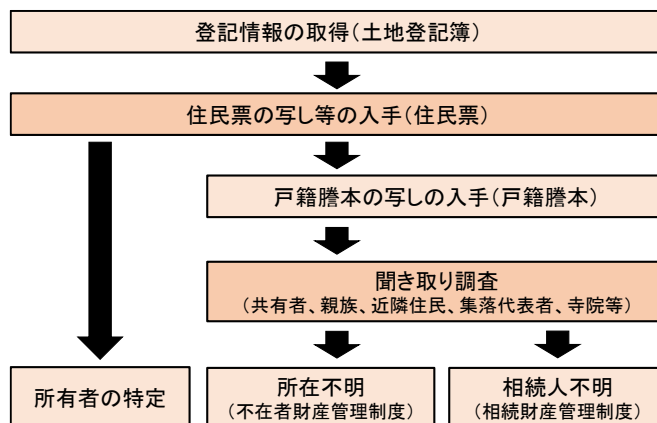 登記情報の取得(土地登記簿)
住民票の写し等の入手(住民票)
戸籍謄本の写しの入手(戸籍謄本)
聞き取り調査
(共有者、親族、近隣住民、集落代表者、寺院等)
所有者の特定
所在不明
(不在者財産管理制度)
相続人不明
(相続財産管理制度)